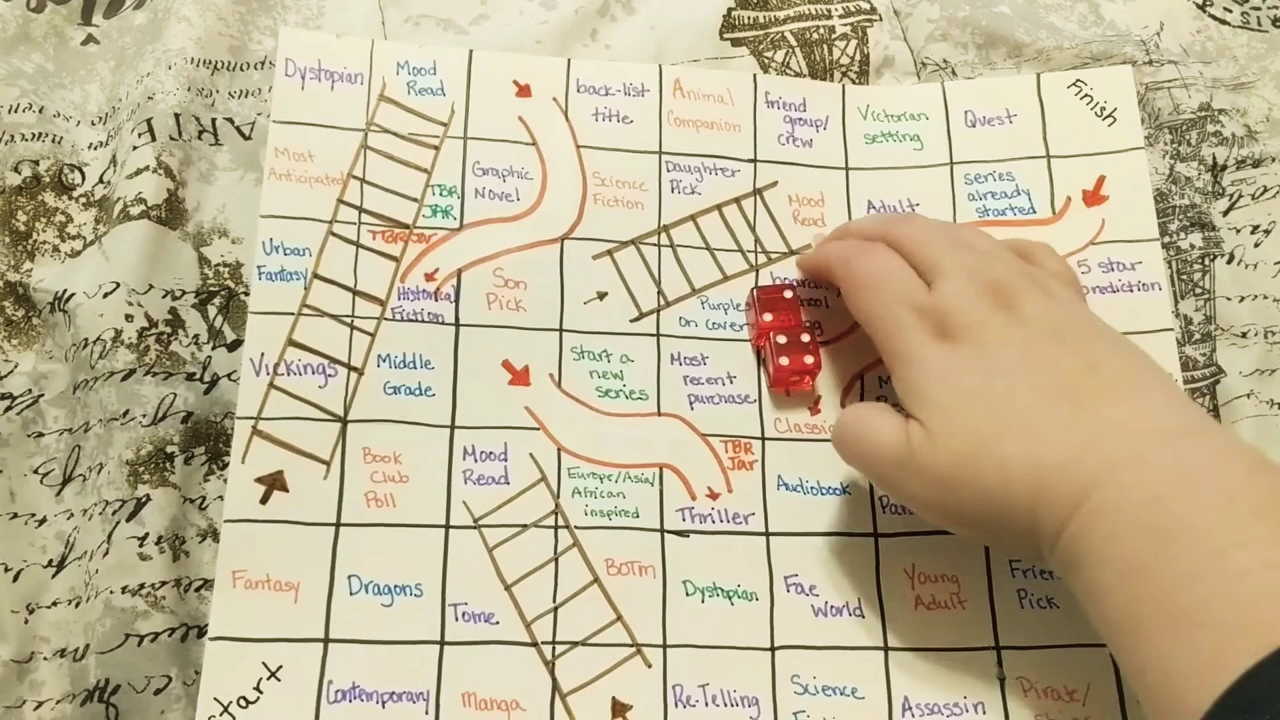 Dystopian
Mood
Read
back-list
title
Animal
Companion
friend
group/
crew
Victorian
setting
Quest
Finish
Most
Anticipated
TBR
JAR
Graphic
Novel
Science
Fiction
Daughter
Pick
Mood
Read
Adult
series
already
started
Urban
Fantasy
TBR Jar
Historical
Fiction
Son
Pick
Purple
on cover
5 star
prediction
Vickings
Middle
Grade
Start a
new
series
Most
recent
purchase
Classic
Book
Club
Poll
Mood
Read
Europe/Asia/
African
inspired
TBR
Jar
Thriller
Audiobook
Fantasy
Dragons
Tome
BOTM
Dystopian
Fae
World
Young
Adult
Pick
Start
Contemporary
manga
Re-Telling
Science
Assassin
Pirate/